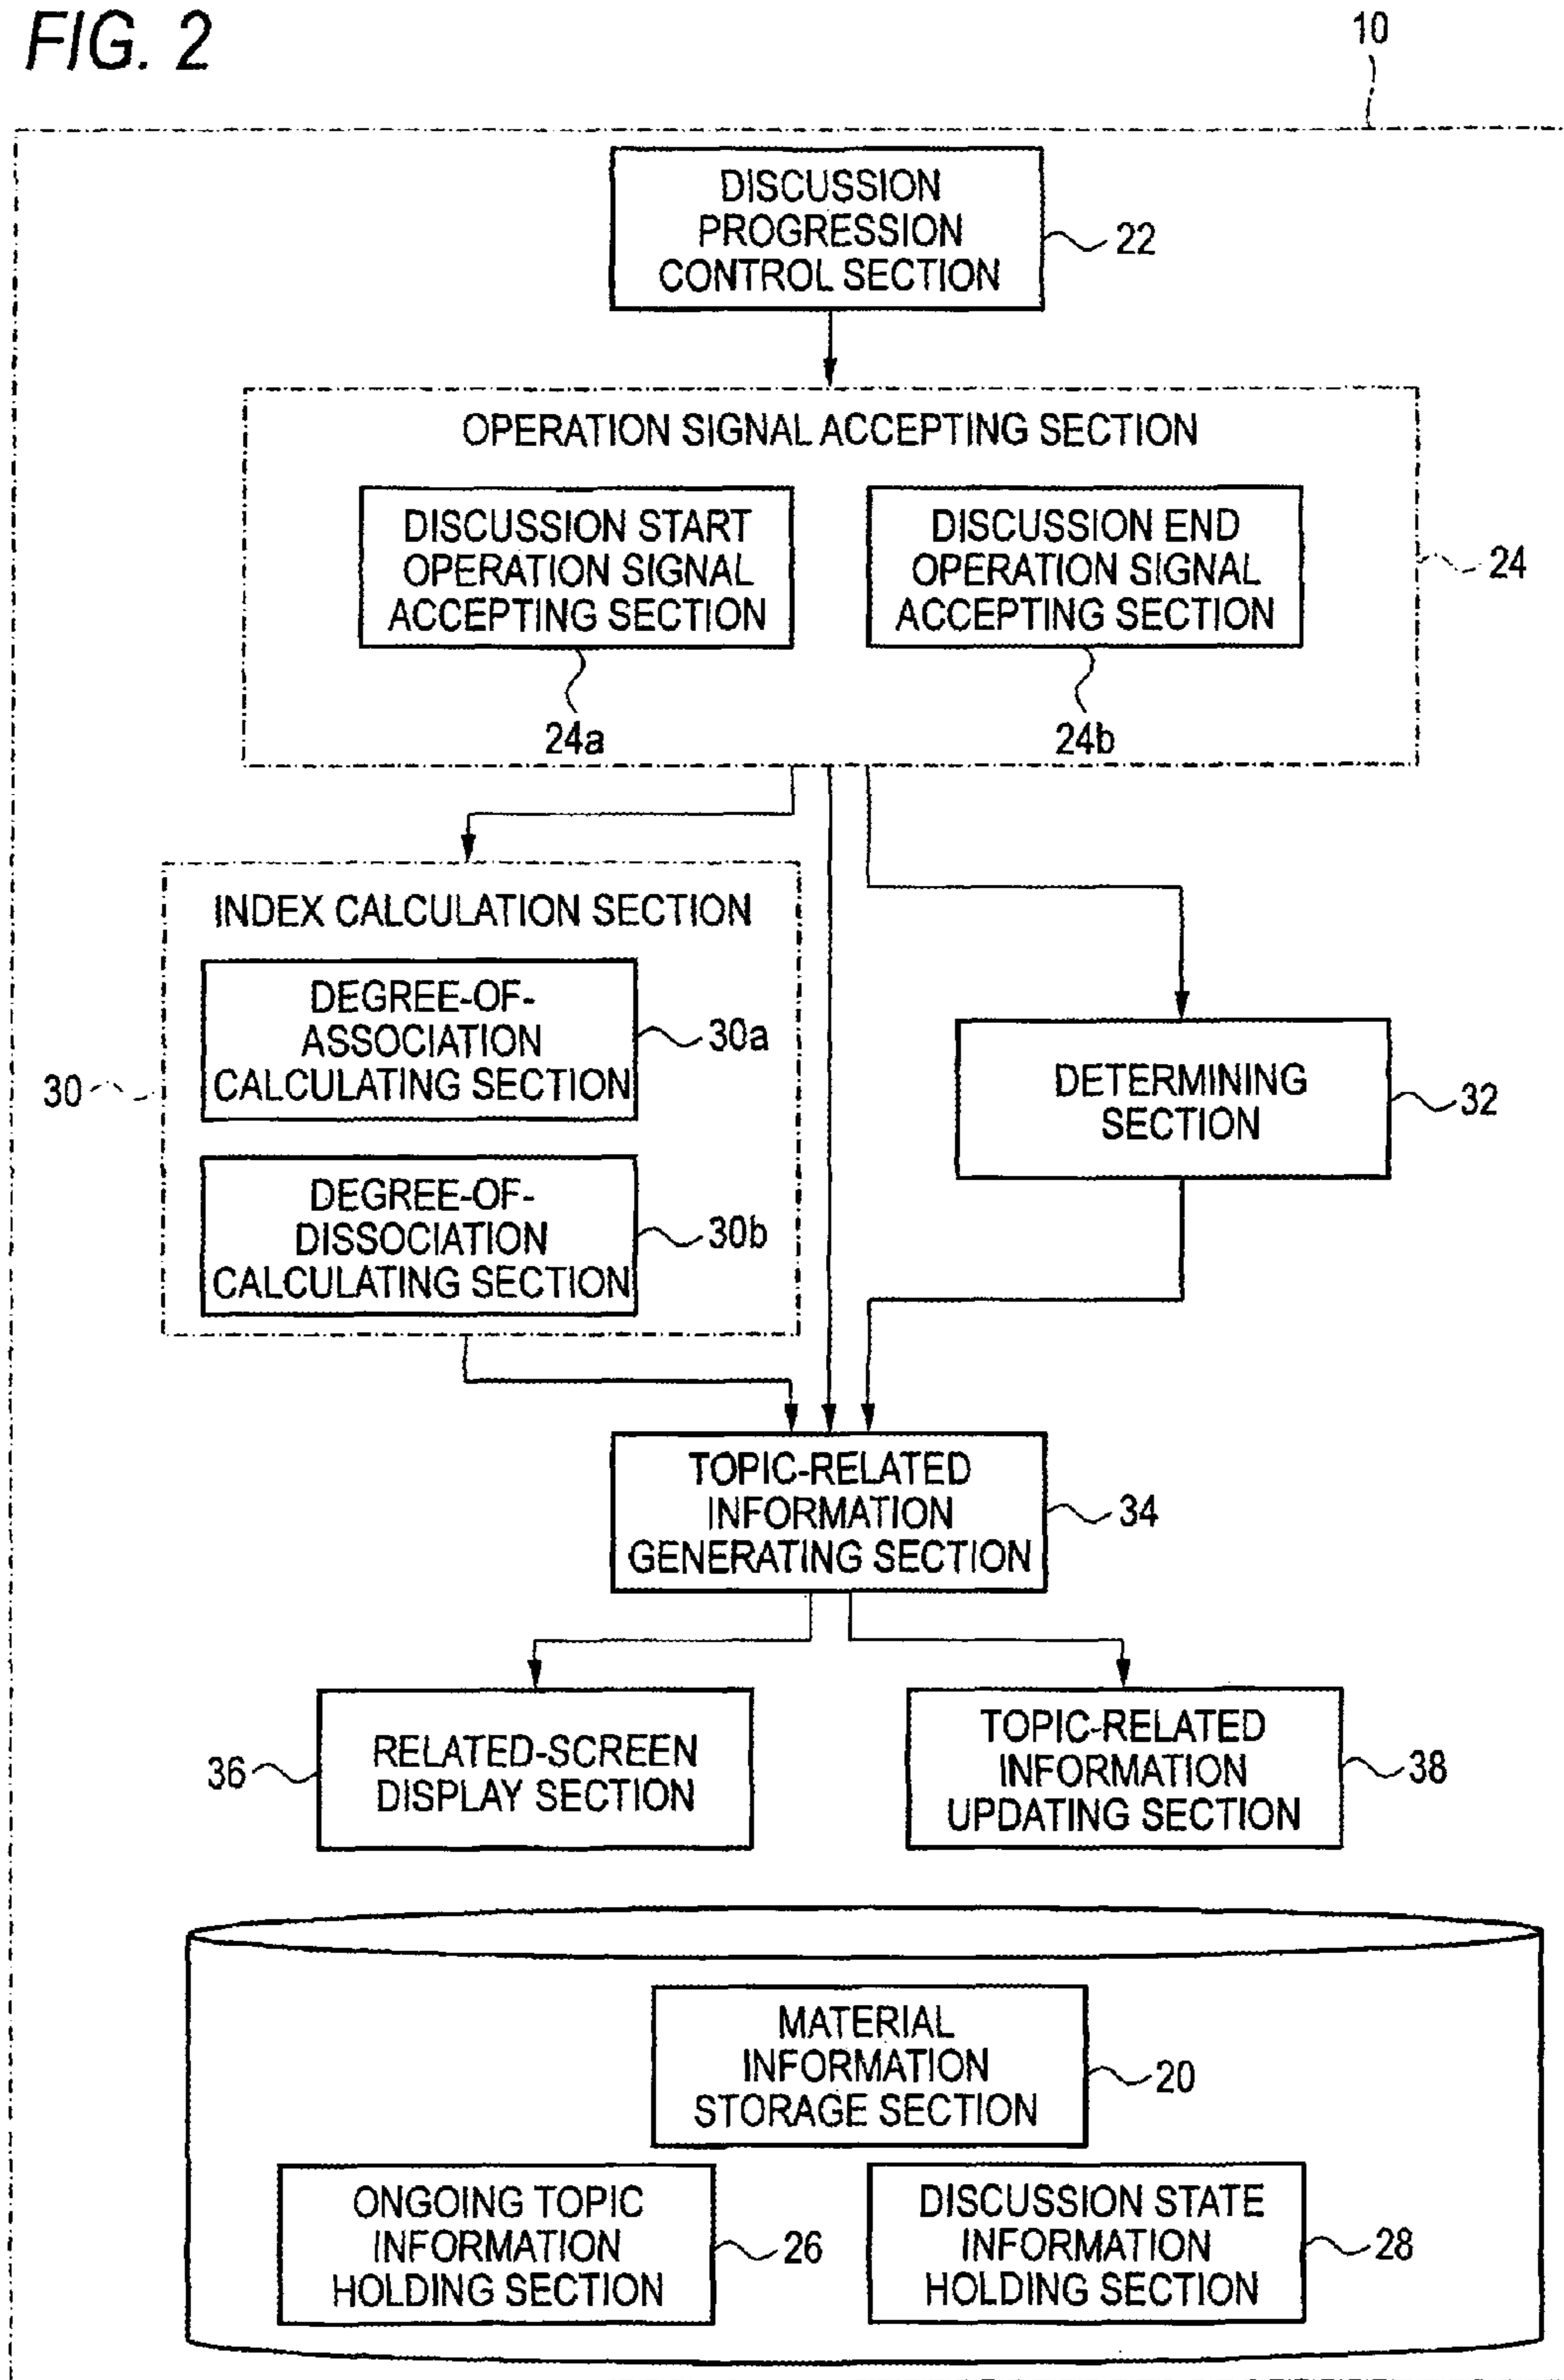 FIG. 2
10
DISCUSSION
PROGRESSION
CONTROL SECTION
22
OPERATION SIGNAL ACCEPTING SECTION
DISCUSSION START
OPERATION SIGNAL
ACCEPTING SECTION
DISCUSSION END
OPERATION SIGNAL
ACCEPTING SECTION
24
24a
24b
INDEX CALCULATION SECTION
DEGREE-OF-
ASSOCIATION
CALCULATING SECTION
30a
30
DEGREE-OF-
DISSOCIATION
CALCULATING SECTION
30b
DETERMINING
SECTION
32
TOPIC-RELATED
INFORMATION
GENERATING SECTION
34
RELATED-SCREEN
DISPLAY SECTION
36
TOPIC-RELATED
INFORMATION
UPDATING SECTION
38
MATERIAL
INFORMATION
STORAGE SECTION
20
ONGOING TOPIC
INFORMATION
HOLDING SECTION
26
DISCUSSION STATE
INFORMATION
HOLDING SECTION
28